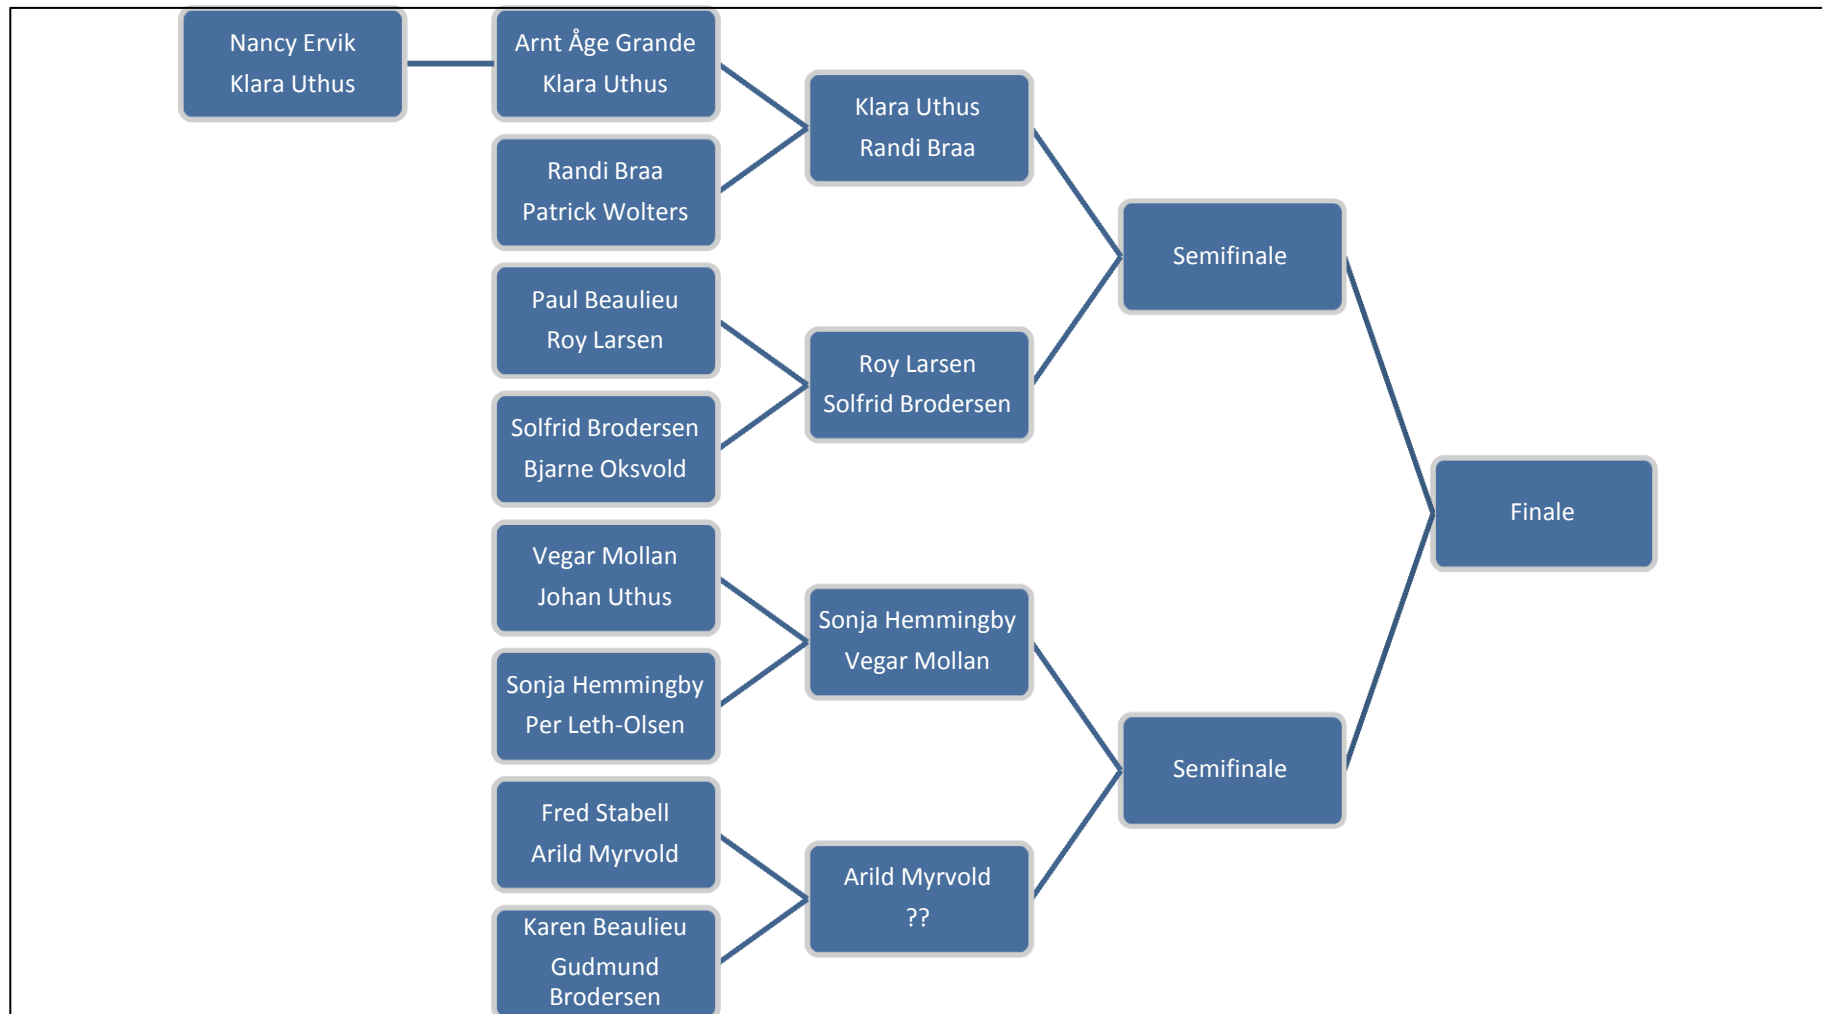 Nancy Ervik
Klara Uthus
Arnt Åge Grande
Klara Uthus
Randi Braa
Patrick Wolters
Paul Beaulieu
Roy Larsen
Solfrid Brodersen
Bjarne Oksvold
Vegar Mollan
Johan Uthus
Sonja Hemmingby
Per Leth-Olsen
Fred Stabell
Arild Myrvold
Karen Beaulieu
Gudmund
Brodersen
Klara Uthus
Randi Braa
Roy Larsen
Solfrid Brodersen
Sonja Hemmingby
Vegar Mollan
Arild Myrvold
??
Semifinale
Semifinale
Finale